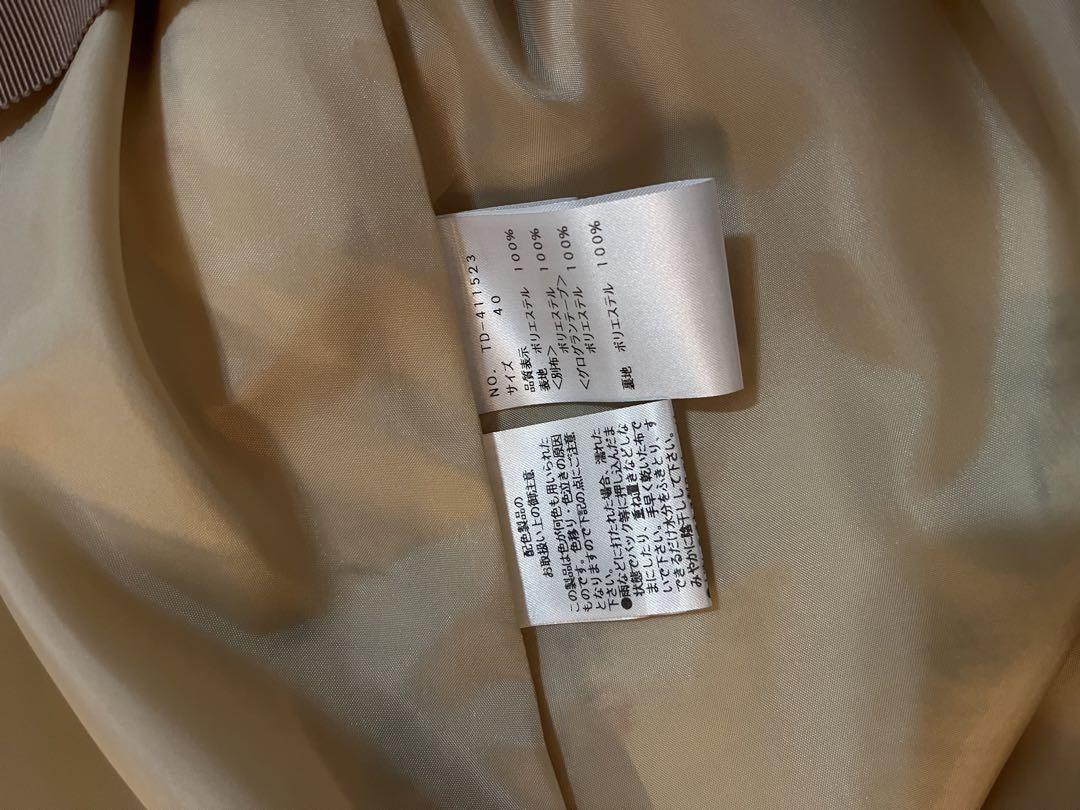 NO. TD-411523
サイズ 40
品質表示
表地 ポリエステル 100%
<別布>
ポリエステル 100%
<グログランテープ>
ポリエステル 100%
裏地 ポリエステル 100%
配色製品の
お取扱い上の御注意
この製品は色が何色も用いられた
ものです。色移り・色泣きの原因
となりますので下記の点にご注意
下さい。
●雨などに打たれた場合、濡れた
状態でバッグ等に押し込んだま
まにしたり、重ね置きなどしな
いで下さい。手早く乾いた布で
できるだけ水分をふきとり、す
みやかに陰干しして下さい。